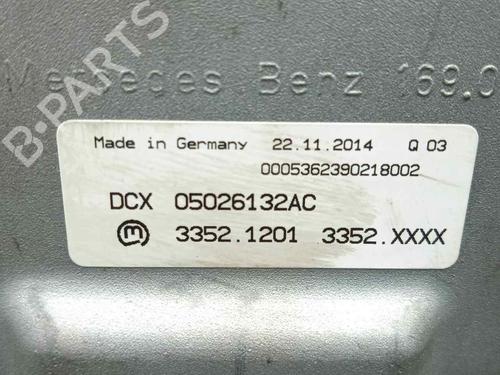 Mercedes Benz 169.0
B-PARTS
Made in Germany 22.11.2014 Q 03
0005362390218002
DCX 05026132AC
m 3352.1201 3352.XXXX